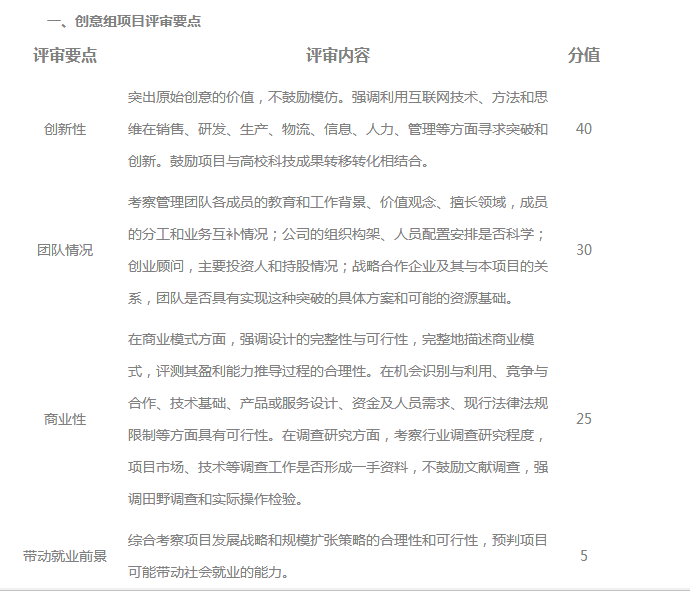 一、创意组项目评审要点
评审要点 评审内容 分值
突出原始创意的价值，不鼓励模仿。强调利用互联网技术、方法和思
维在销售、研发、生产、物流、信息、人力、管理等方面寻求突破和
创新。鼓励项目与高校科技成果转移转化相结合。
创新性
40
考察管理团队各成员的教育和工作背景、价值观念、擅长领域，成员
的分工和业务互补情况；公司的组织构架、人员配置安排是否科学；
创业顾问，主要投资人和持股情况；战略合作企业及其与本项目的关
系，团队是否具有实现这种突破的具体方案和可能的资源基础。
团队情况
30
在商业模式方面，强调设计的完整性与可行性，完整地描述商业模
式，评测其盈利能力推导过程的合理性。在机会识别与利用、竞争与
合作、技术基础、产品或服务设计、资金及人员需求、现行法律法规
限制等方面具有可行性。在调查研究方面，考察行业调查研究程度，
项目市场、技术等调查工作是否形成一手资料，不鼓励文献调查，强
调田野调查和实际操作检验。
商业性
25
综合考察项目发展战略和规模扩张策略的合理性和可行性，预判项目
可能带动社会就业的能力。
带动就业前景
5